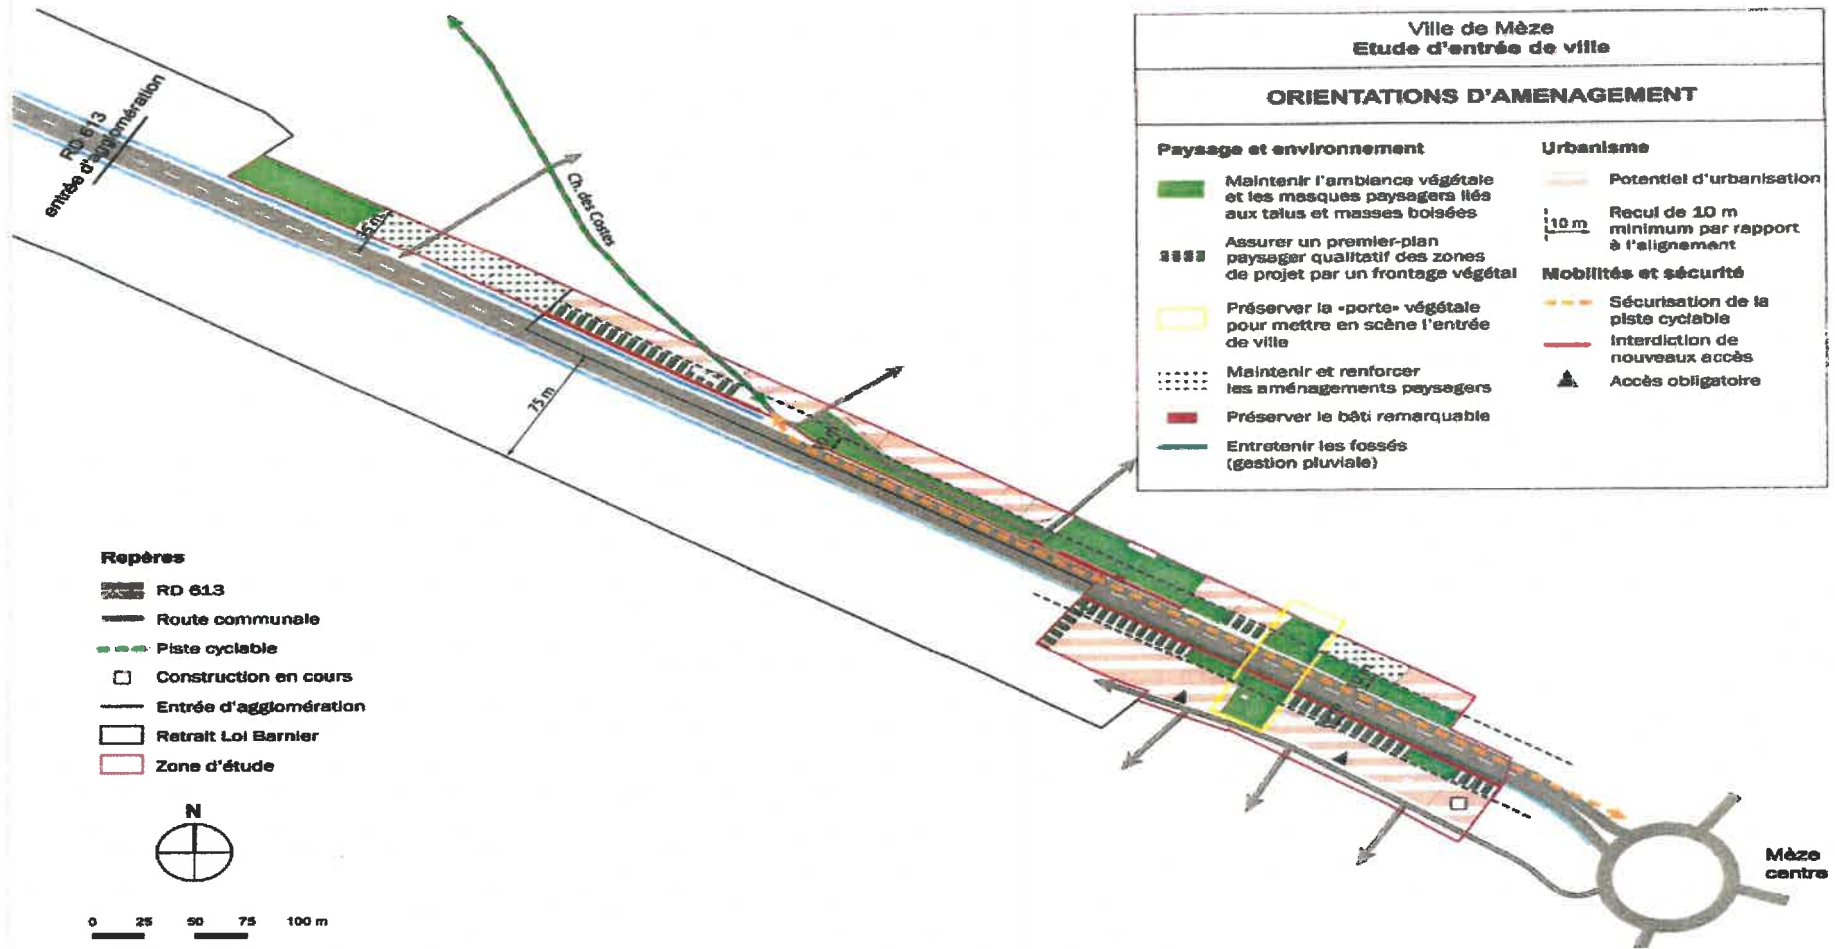 Ville de Mèze
Etude d'entrée de ville
ORIENTATIONS D'AMENAGEMENT
Paysage et environnement
Maintenir l'ambiance végétale
et les masques paysagers liés
aux talus et masses boisées
Assurer un premier-plan
paysager qualitatif des zones
de projet par un frontage végétal
Préserver la «porte» végétale
pour mettre en scène l'entrée
de ville
Maintenir et renforcer
les aménagements paysagers
Préserver le bâti remarquable
Entretenir les fossés
(gestion pluviale)
Urbanisme
Potentiel d'urbanisation
10 m
Recul de 10 m
minimum par rapport
à l'alignement
Mobilités et sécurité
Sécurisation de la
piste cyclable
Interdiction de
nouveaux accès
Accès obligatoire
RD 613
entrée d'agglomération
35 m
Ch. des Costes
75 m
Repères
RD 613
Route communale
Piste cyclable
Construction en cours
Entrée d'agglomération
Retrait Loi Barnier
Zone d'étude
N
0 25 50 75 100 m
Mèze
centre